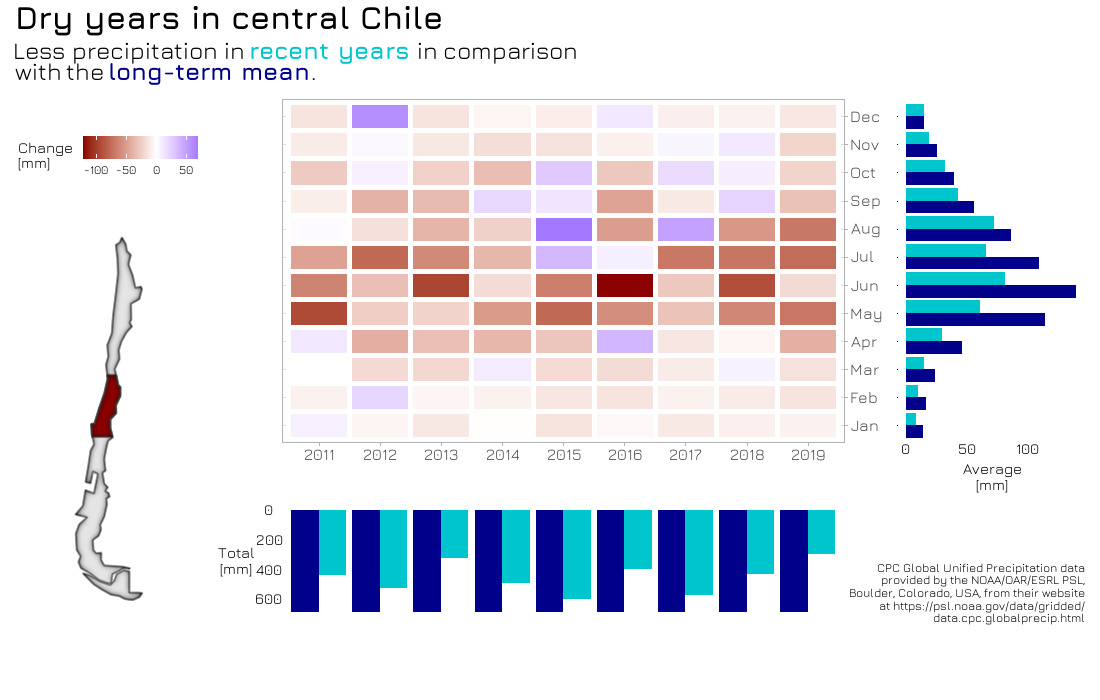 Dry years in central Chile
Less precipitation in recent years in comparison
with the long-term mean.
Change
[mm]
-100 -50 0 50
Dec
Nov
Oct
Sep
Aug
Jul
Jun
May
Apr
Mar
Feb
Jan
2011 2012 2013 2014 2015 2016 2017 2018 2019
0 50 100
Average
[mm]
Total
[mm]
0
200
400
600
CPC Global Unified Precipitation data
provided by the NOAA/OAR/ESRL PSL,
Boulder, Colorado, USA, from their website
at https://psl.noaa.gov/data/gridded/
data.cpc.globalprecip.html